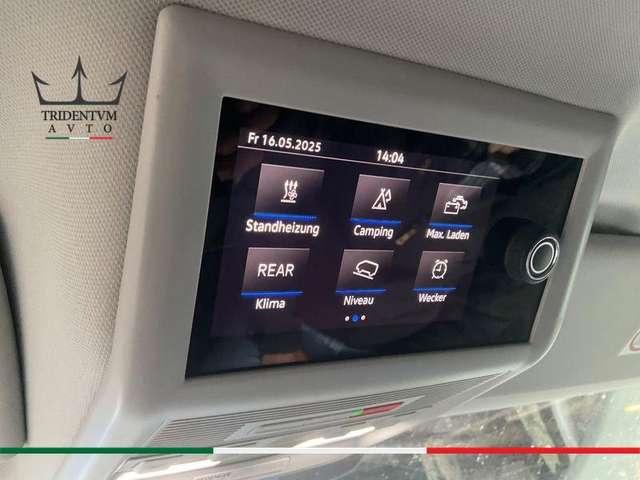 TRIDENTVM
AVTO
Fr 16.05.2025
14:04
Standheizung
Camping
Max. Laden
REAR
Klima
Niveau
Wecker